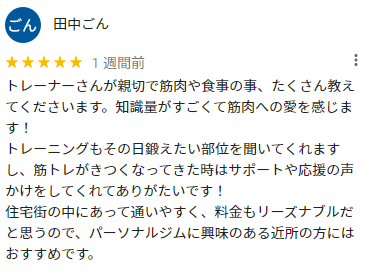 ごん 田中ごん
★★★★★ 1 週間前
トレーナーさんが親切で筋肉や食事の事、たくさん教え
てくださいます。知識量がすごくて筋肉への愛を感じま
す！
トレーニングもその日鍛えたい部位を聞いてくれます
し、筋トレがきつくなってきた時はサポートや応援の声
かけをしてくれてありがたいです！
住宅街の中にあって通いやすく、料金もリーズナブルだ
と思うので、パーソナルジムに興味のある近所の方には
おすすめです。